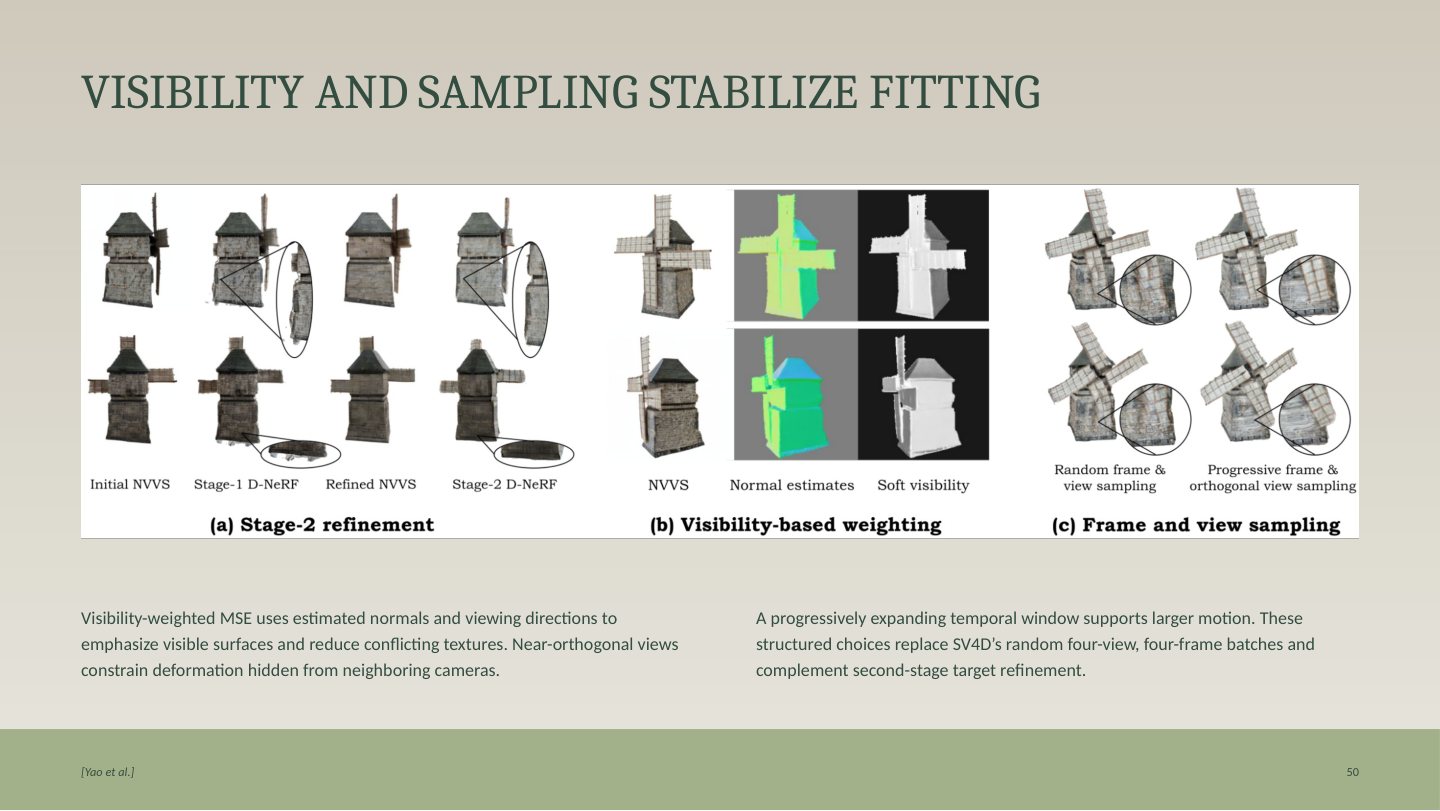 VISIBILITY AND SAMPLING STABILIZE FITTING
Initial NVVS
Stage-1 D-NeRF
Refined NVVS
Stage-2 D-NeRF
(a) Stage-2 refinement
NVVS
Normal estimates
Soft visibility
(b) Visibility-based weighting
Random frame &
view sampling
Progressive frame &
orthogonal view sampling
(c) Frame and view sampling
Visibility-weighted MSE uses estimated normals and viewing directions to
emphasize visible surfaces and reduce conflicting textures. Near-orthogonal views
constrain deformation hidden from neighboring cameras.
A progressively expanding temporal window supports larger motion. These
structured choices replace SV4D’s random four-view, four-frame batches and
complement second-stage target refinement.
[Yao et al.]
50